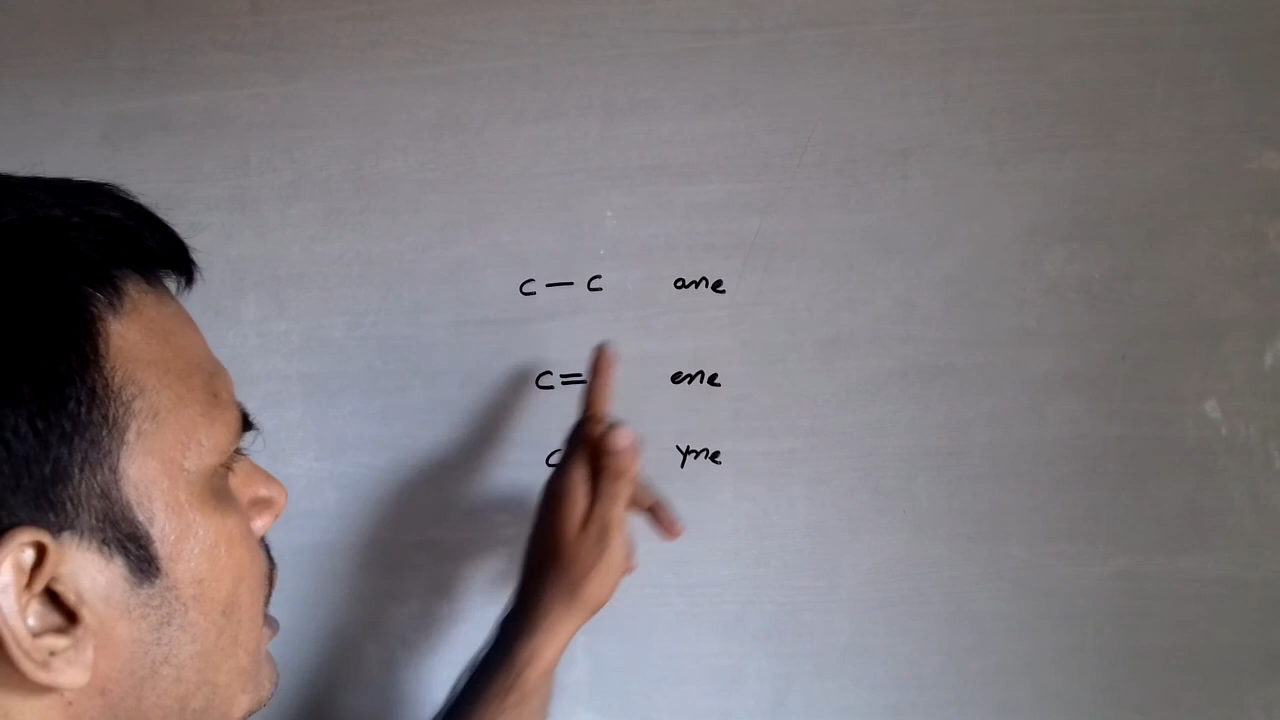 C — C ane
C = ene
C yne